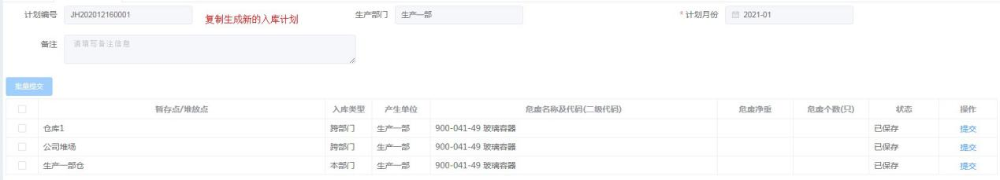 计划编号 JH202012160001 复制生成新的入库计划 生产部门 生产一部 * 计划月份 2021-01
备注 请填写备注信息
批量提交
暂存点/堆放点 入库类型 产生单位 危废名称及代码(二级代码) 危废净重 危废个数(只) 状态 操作
仓库1 跨部门 生产一部 900-041-49 玻璃容器 已保存 提交
公司堆场 跨部门 生产一部 900-041-49 玻璃容器 已保存 提交
生产一部仓 本部门 生产一部 900-041-49 玻璃容器 已保存 提交